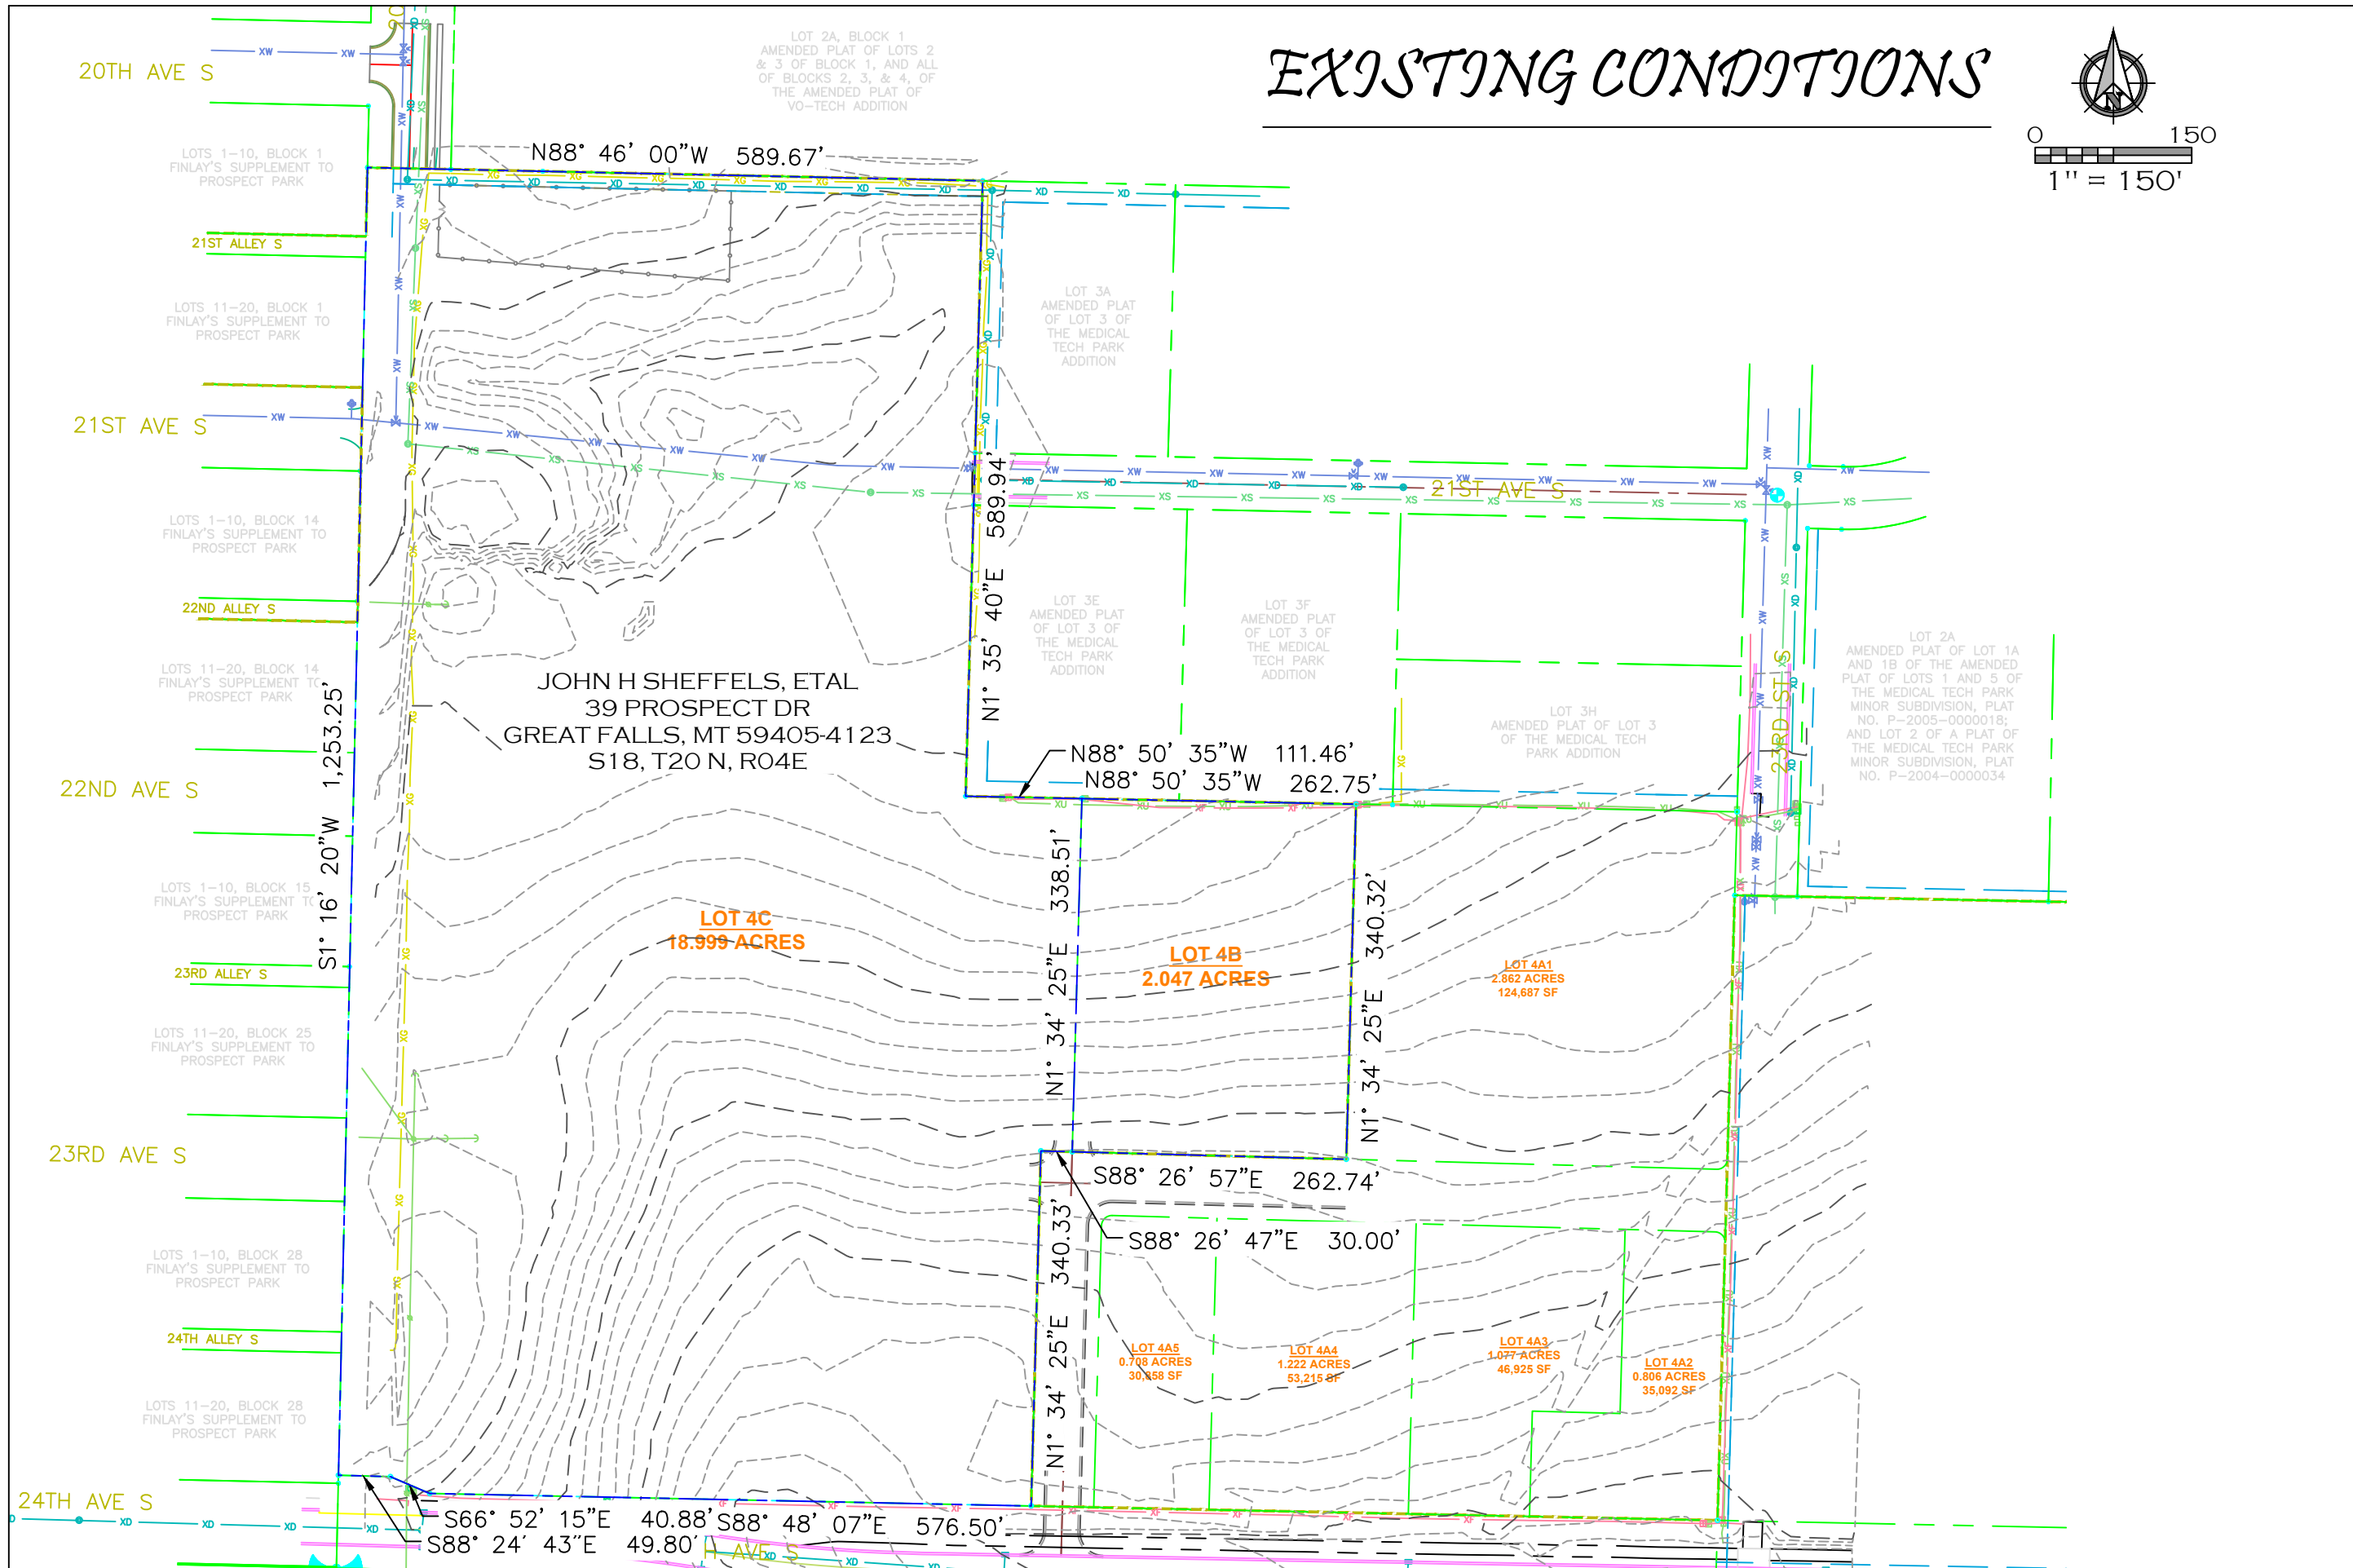 EXISTING CONDITIONS
0 150
1" = 150'
N
LOT 2A, BLOCK 1
AMENDED PLAT OF LOTS 2
& 3 OF BLOCK 1, AND ALL
OF BLOCKS 2, 3, & 4, OF
THE AMENDED PLAT OF
VO-TECH ADDITION
20TH AVE S
LOTS 1-10, BLOCK 1
FINLAY'S SUPPLEMENT TO
PROSPECT PARK
N88° 46' 00"W 589.67'
21ST ALLEY S
LOTS 11-20, BLOCK 1
FINLAY'S SUPPLEMENT TO
PROSPECT PARK
LOT 3A
AMENDED PLAT
OF LOT 3 OF
THE MEDICAL
TECH PARK
ADDITION
21ST AVE S
21ST AVE S
LOTS 1-10, BLOCK 14
FINLAY'S SUPPLEMENT TO
PROSPECT PARK
N1° 35' 40"E 589.94'
22ND ALLEY S
LOT 3E
AMENDED PLAT
OF LOT 3 OF
THE MEDICAL
TECH PARK
ADDITION
LOT 3F
AMENDED PLAT
OF LOT 3 OF
THE MEDICAL
TECH PARK
ADDITION
LOTS 11-20, BLOCK 14
FINLAY'S SUPPLEMENT TO
PROSPECT PARK
JOHN H SHEFFELS, ETAL
39 PROSPECT DR
GREAT FALLS, MT 59405-4123
S18, T20 N, R04E
LOT 3H
AMENDED PLAT OF LOT 3
OF THE MEDICAL TECH
PARK ADDITION
23RD ST S
LOT 2A
AMENDED PLAT OF LOT 1A
AND 1B OF THE AMENDED
PLAT OF LOTS 1 AND 5 OF
THE MEDICAL TECH PARK
MINOR SUBDIVISION, PLAT
NO. P-2005-0000018;
AND LOT 2 OF A PLAT OF
THE MEDICAL TECH PARK
MINOR SUBDIVISION, PLAT
NO. P-2004-0000034
N88° 50' 35"W 111.46'
N88° 50' 35"W 262.75'
22ND AVE S
S1° 16' 20"W 1,253.25'
LOTS 1-10, BLOCK 15
FINLAY'S SUPPLEMENT TO
PROSPECT PARK
LOT 4C
18.999 ACRES
N1° 34' 25"E 338.51'
LOT 4B
2.047 ACRES
N1° 34' 25"E 340.32'
LOT 4A1
2.862 ACRES
124,687 SF
23RD ALLEY S
LOTS 11-20, BLOCK 25
FINLAY'S SUPPLEMENT TO
PROSPECT PARK
23RD AVE S
S88° 26' 57"E 262.74'
S88° 26' 47"E 30.00'
N1° 34' 25"E 340.33'
LOTS 1-10, BLOCK 28
FINLAY'S SUPPLEMENT TO
PROSPECT PARK
24TH ALLEY S
LOT 4A5
0.708 ACRES
30,858 SF
LOT 4A4
1.222 ACRES
53,215 SF
LOT 4A3
1.077 ACRES
46,925 SF
LOT 4A2
0.806 ACRES
35,092 SF
LOTS 11-20, BLOCK 28
FINLAY'S SUPPLEMENT TO
PROSPECT PARK
24TH AVE S
S66° 52' 15"E 40.88'
S88° 48' 07"E 576.50'
S88° 24' 43"E 49.80'
H AVE S